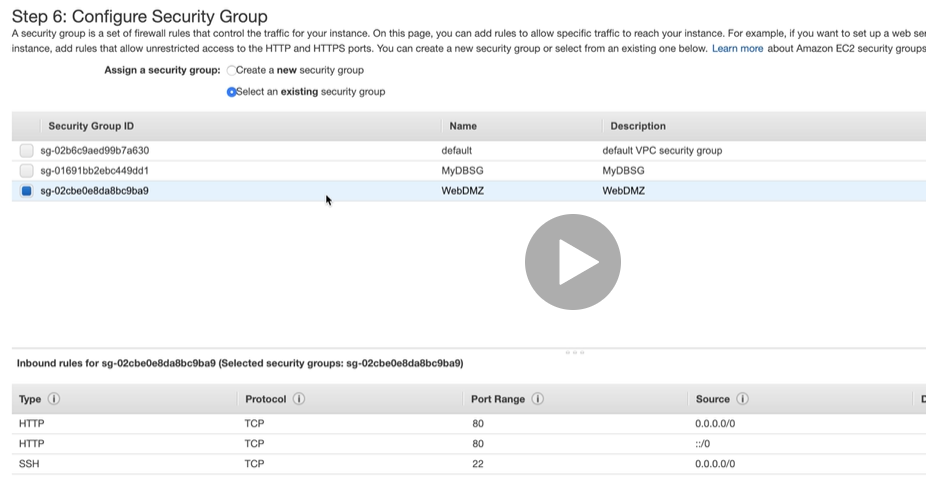 Step 6: Configure Security Group
A security group is a set of firewall rules that control the traffic for your instance. On this page, you can add rules to allow specific traffic to reach your instance. For example, if you want to set up a web ser
instance, add rules that allow unrestricted access to the HTTP and HTTPS ports. You can create a new security group or select from an existing one below. Learn more about Amazon EC2 security groups
Assign a security group: Create a new security group
Select an existing security group
Security Group ID Name Description
sg-02b6c9aed99b7a630 default default VPC security group
sg-01691bb2ebc449dd1 MyDBSG MyDBSG
sg-02cbe0e8da8bc9ba9 WebDMZ WebDMZ
Inbound rules for sg-02cbe0e8da8bc9ba9 (Selected security groups: sg-02cbe0e8da8bc9ba9)
Type Protocol Port Range Source D
HTTP TCP 80 0.0.0.0/0
HTTP TCP 80 ::/0
SSH TCP 22 0.0.0.0/0